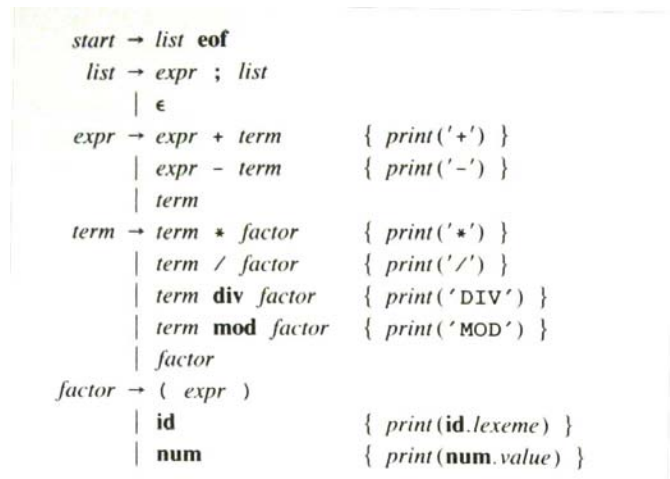 start → list eof
list → expr ; list
| ϵ
expr → expr + term { print('+') }
| expr - term { print('-') }
| term
term → term * factor { print('*') }
| term / factor { print('/') }
| term div factor { print('DIV') }
| term mod factor { print('MOD') }
| factor
factor → ( expr )
| id { print(id.lexeme) }
| num { print(num.value) }